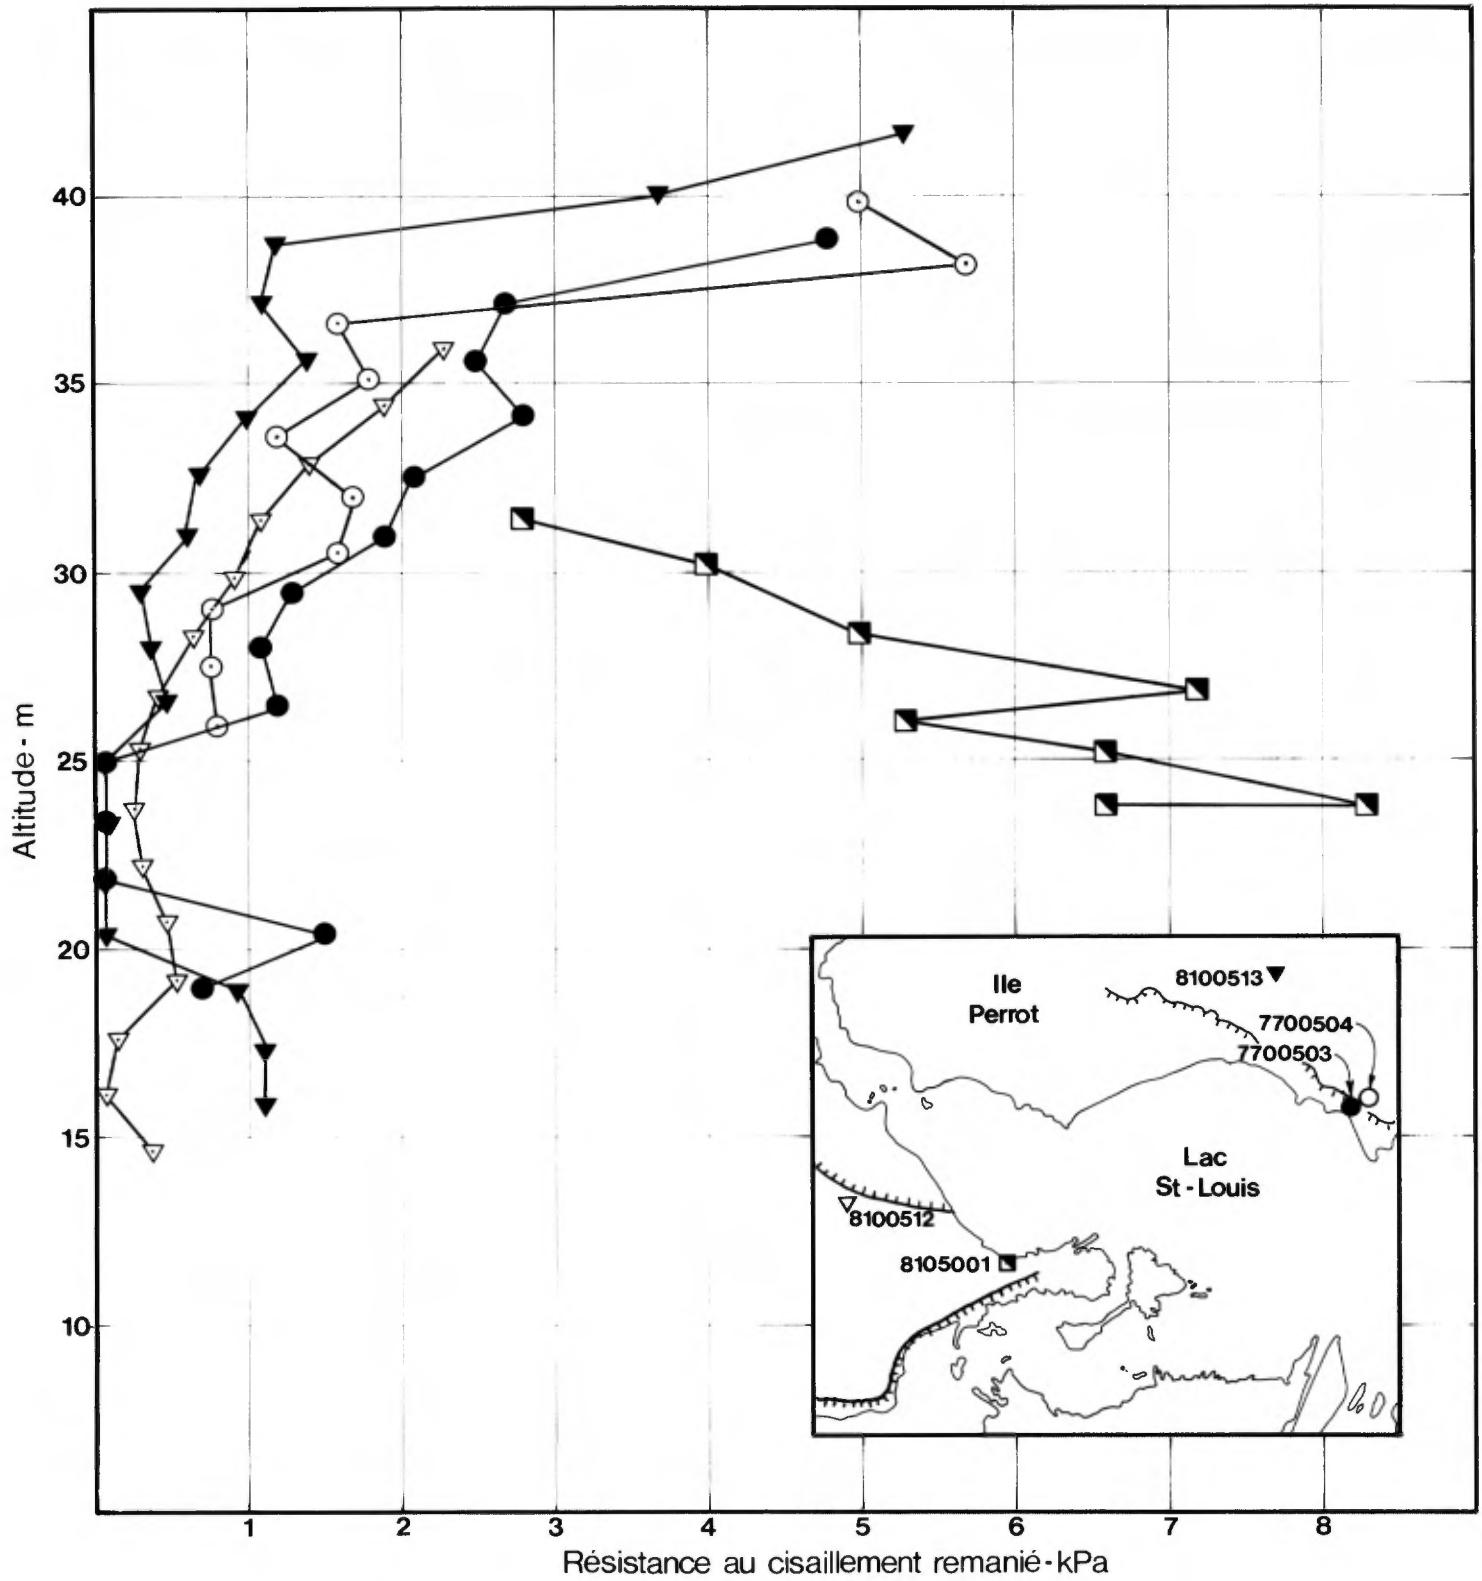 40
35
30
25
20
15
10
Altitude - m
Ile
Perrot
8100513
7700504
7700503
Lac
St - Louis
8100512
8105001
1 2 3 4 5 6 7 8
Résistance au cisaillement remanié - kPa